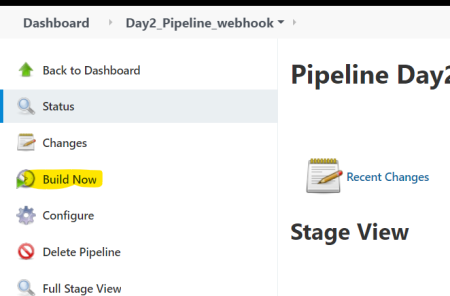 Dashboard Day2_Pipeline_webhook
Back to Dashboard
Pipeline Day2
Status
Changes
Build Now
Recent Changes
Configure
Stage View
Delete Pipeline
Full Stage View